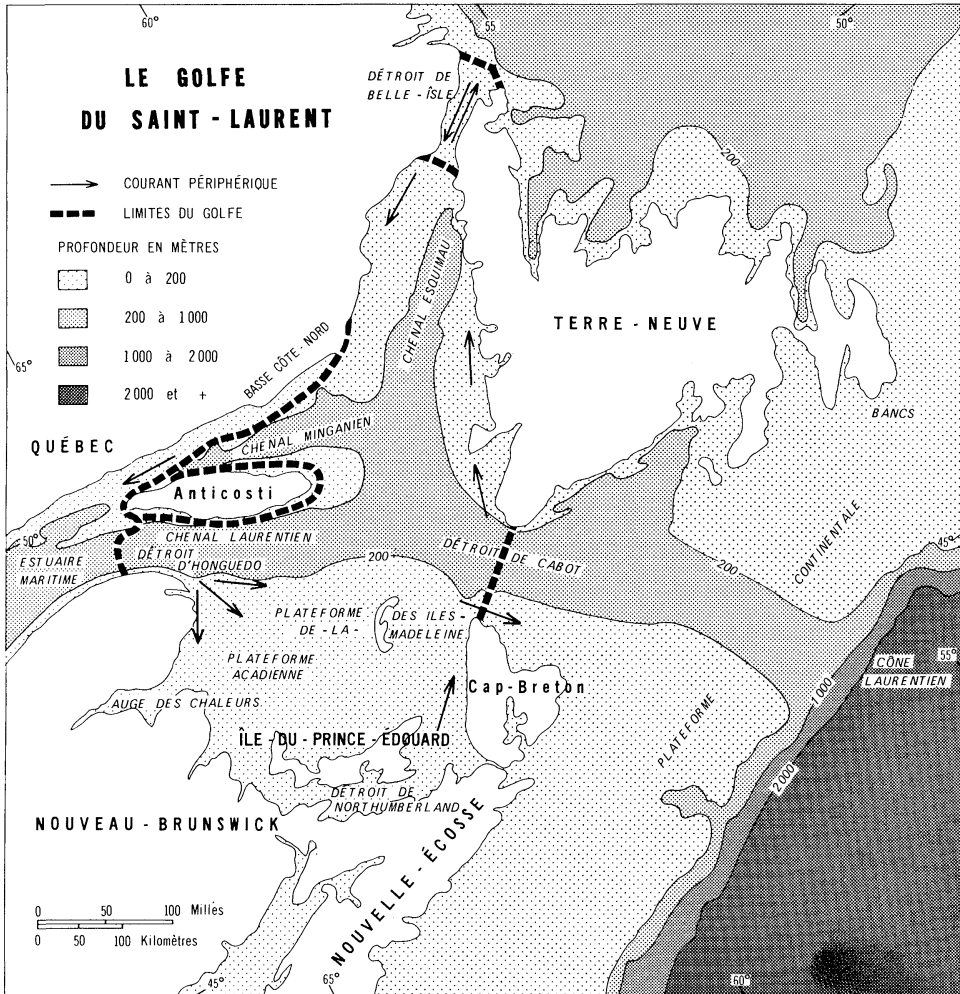 60°
55
50°
LE GOLFE
DU SAINT-LAURENT
DÉTROIT DE
BELLE-ÎSLE
COURANT PÉRIPHÉRIQUE
LIMITES DU GOLFE
PROFONDEUR EN MÈTRES
0 à 200
200 à 1000
1000 à 2000
2000 et +
200
CHENAL ESQUIMAU
TERRE-NEUVE
65°
BASSE CÔTE-NORD
BANCS
QUÉBEC
CHENAL MINGANIEN
Anticosti
CHENAL LAURENTIEN
50°
ESTUAIRE
MARITIME
DÉTROIT
D'HONGUEDO
200
DÉTROIT DE CABOT
200
CONTINENTALE
45°
PLATEFORME
DE-LA-
DES ILES-
MADELEINE
PLATEFORME
ACADIENNE
55°
CÔNE
LAURENTIEN
Cap-Breton
AUGE DES CHALEURS
1000
PLATEFORME
ÎLE-DU-PRINCE-ÉDOUARD
2000
DÉTROIT DE
NORTHUMBERLAND
NOUVEAU-BRUNSWICK
NOUVELLE-ÉCOSSE
0 50 100 Milles
0 50 100 Kilomètres
45°
65°
60°